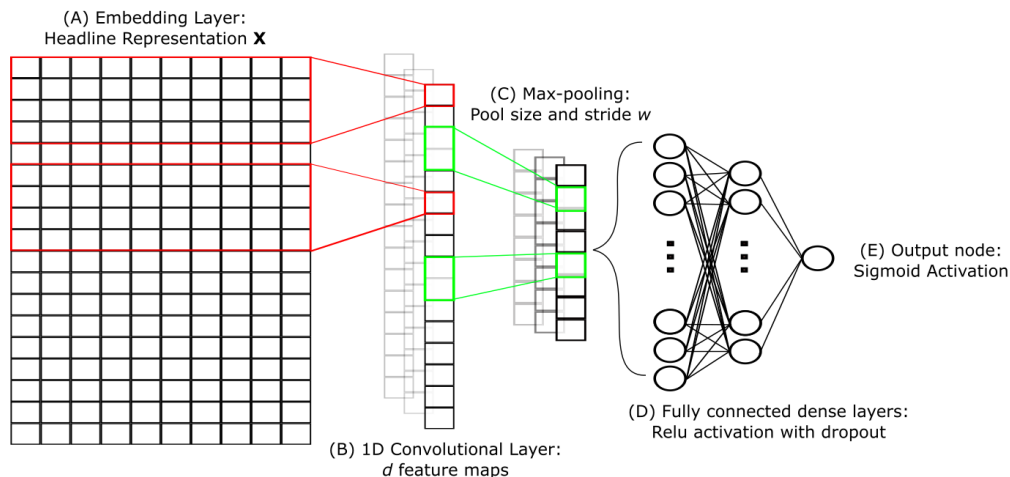 (A) Embedding Layer:
Headline Representation X
(C) Max-pooling:
Pool size and stride w
(E) Output node:
Sigmoid Activation
(D) Fully connected dense layers:
Relu activation with dropout
(B) 1D Convolutional Layer:
d feature maps